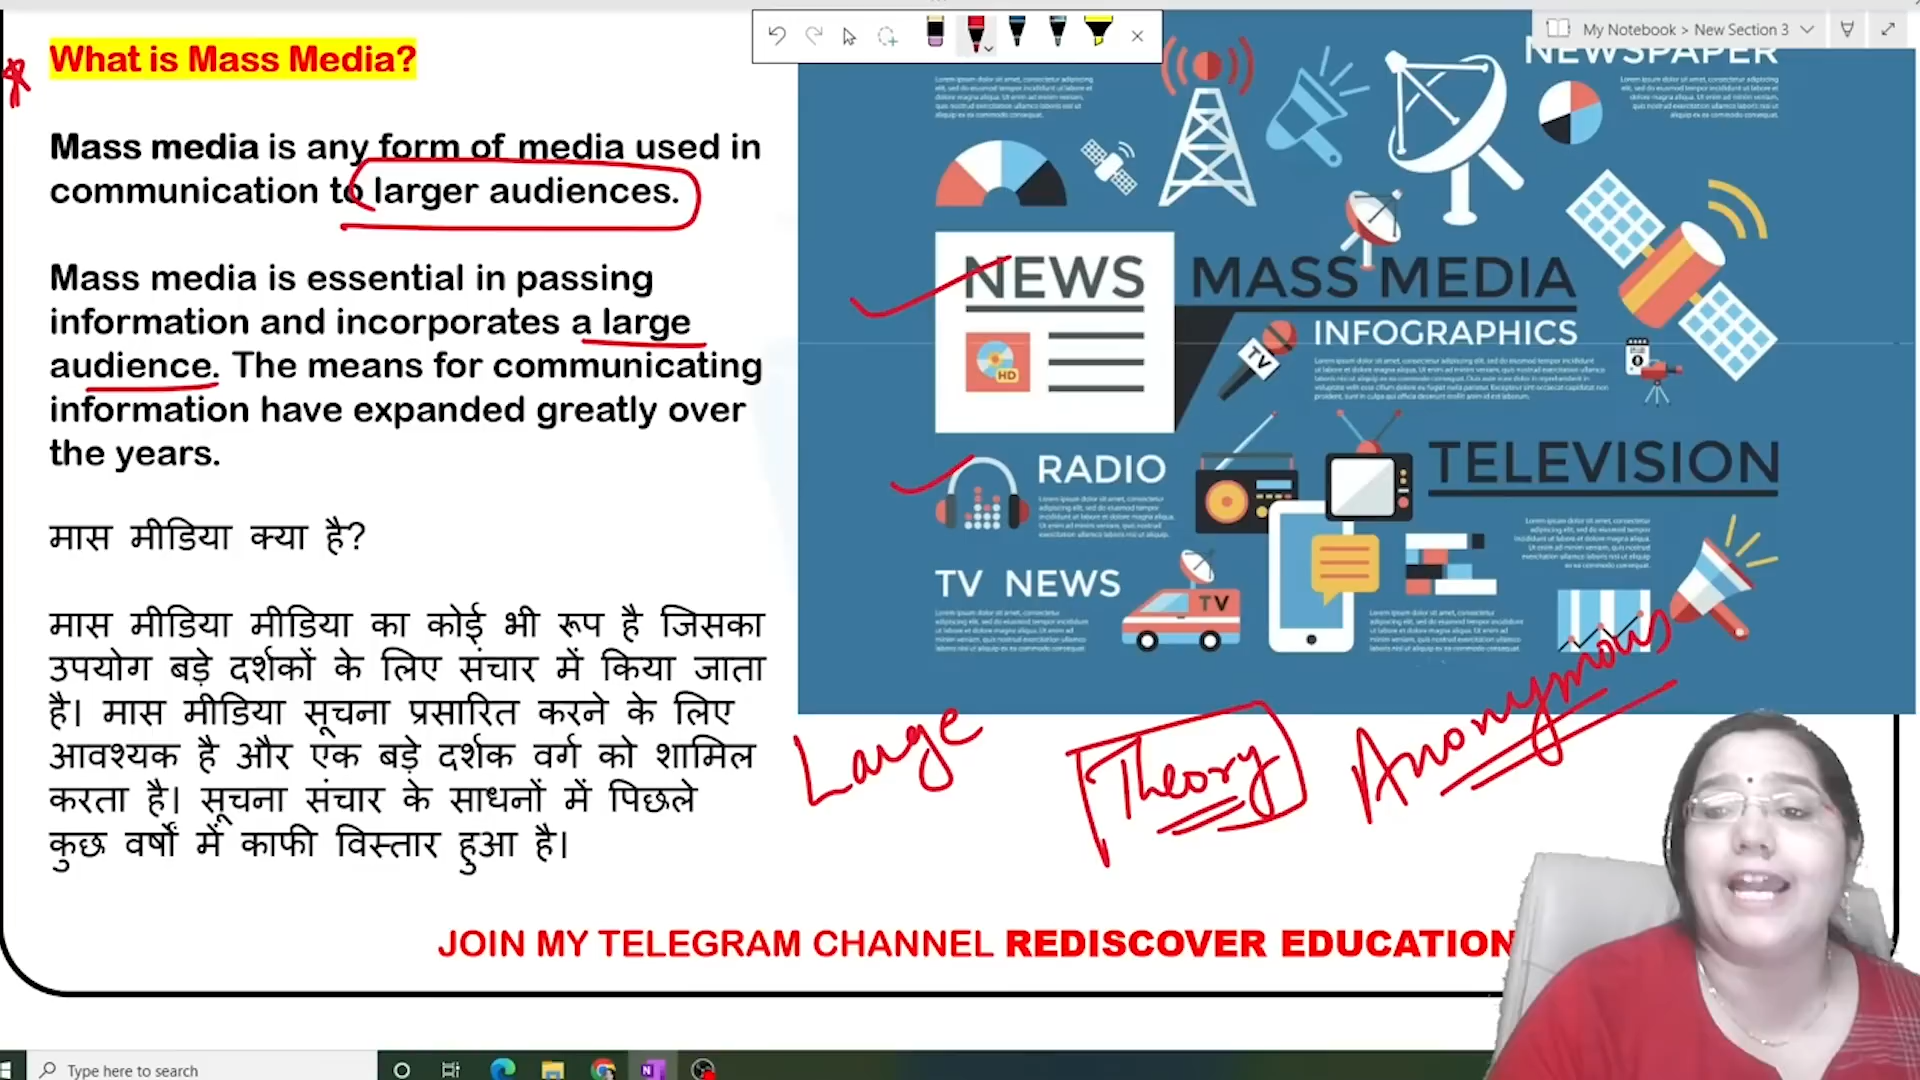 What is Mass Media?
Mass media is any form of media used in
communication to larger audiences.
Mass media is essential in passing
information and incorporates a large
audience. The means for communicating
information have expanded greatly over
the years.
मास मीडिया क्या है?
मास मीडिया मीडिया का कोई भी रूप है जिसका
उपयोग बड़े दर्शकों के लिए संचार में किया जाता
है। मास मीडिया सूचना प्रसारित करने के लिए
आवश्यक है और एक बड़े दर्शक वर्ग को शामिल
करता है। सूचना संचार के साधनों में पिछले
कुछ वर्षों में काफी विस्तार हुआ है।
My Notebook > New Section 3
NEWSPAPER
NEWS
MASS MEDIA
INFOGRAPHICS
TV
HD
RADIO
TELEVISION
TV NEWS
TV
Large
Theory
Anonymous
JOIN MY TELEGRAM CHANNEL REDISCOVER EDUCATION
Type here to search